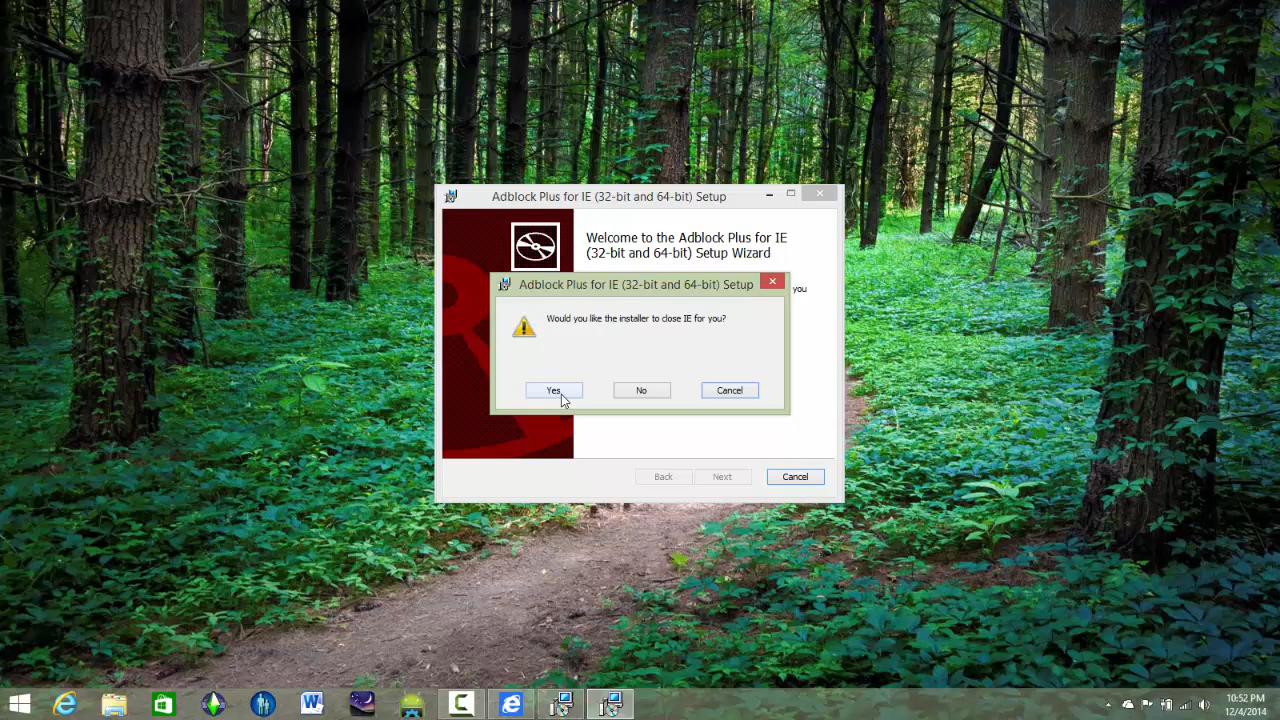 Adblock Plus for IE (32-bit and 64-bit) Setup
Welcome to the Adblock Plus for IE
(32-bit and 64-bit) Setup Wizard
you
Adblock Plus for IE (32-bit and 64-bit) Setup
Would you like the installer to close IE for you?
Yes
No
Cancel
Back
Next
Cancel
10:52 PM
12/4/2014